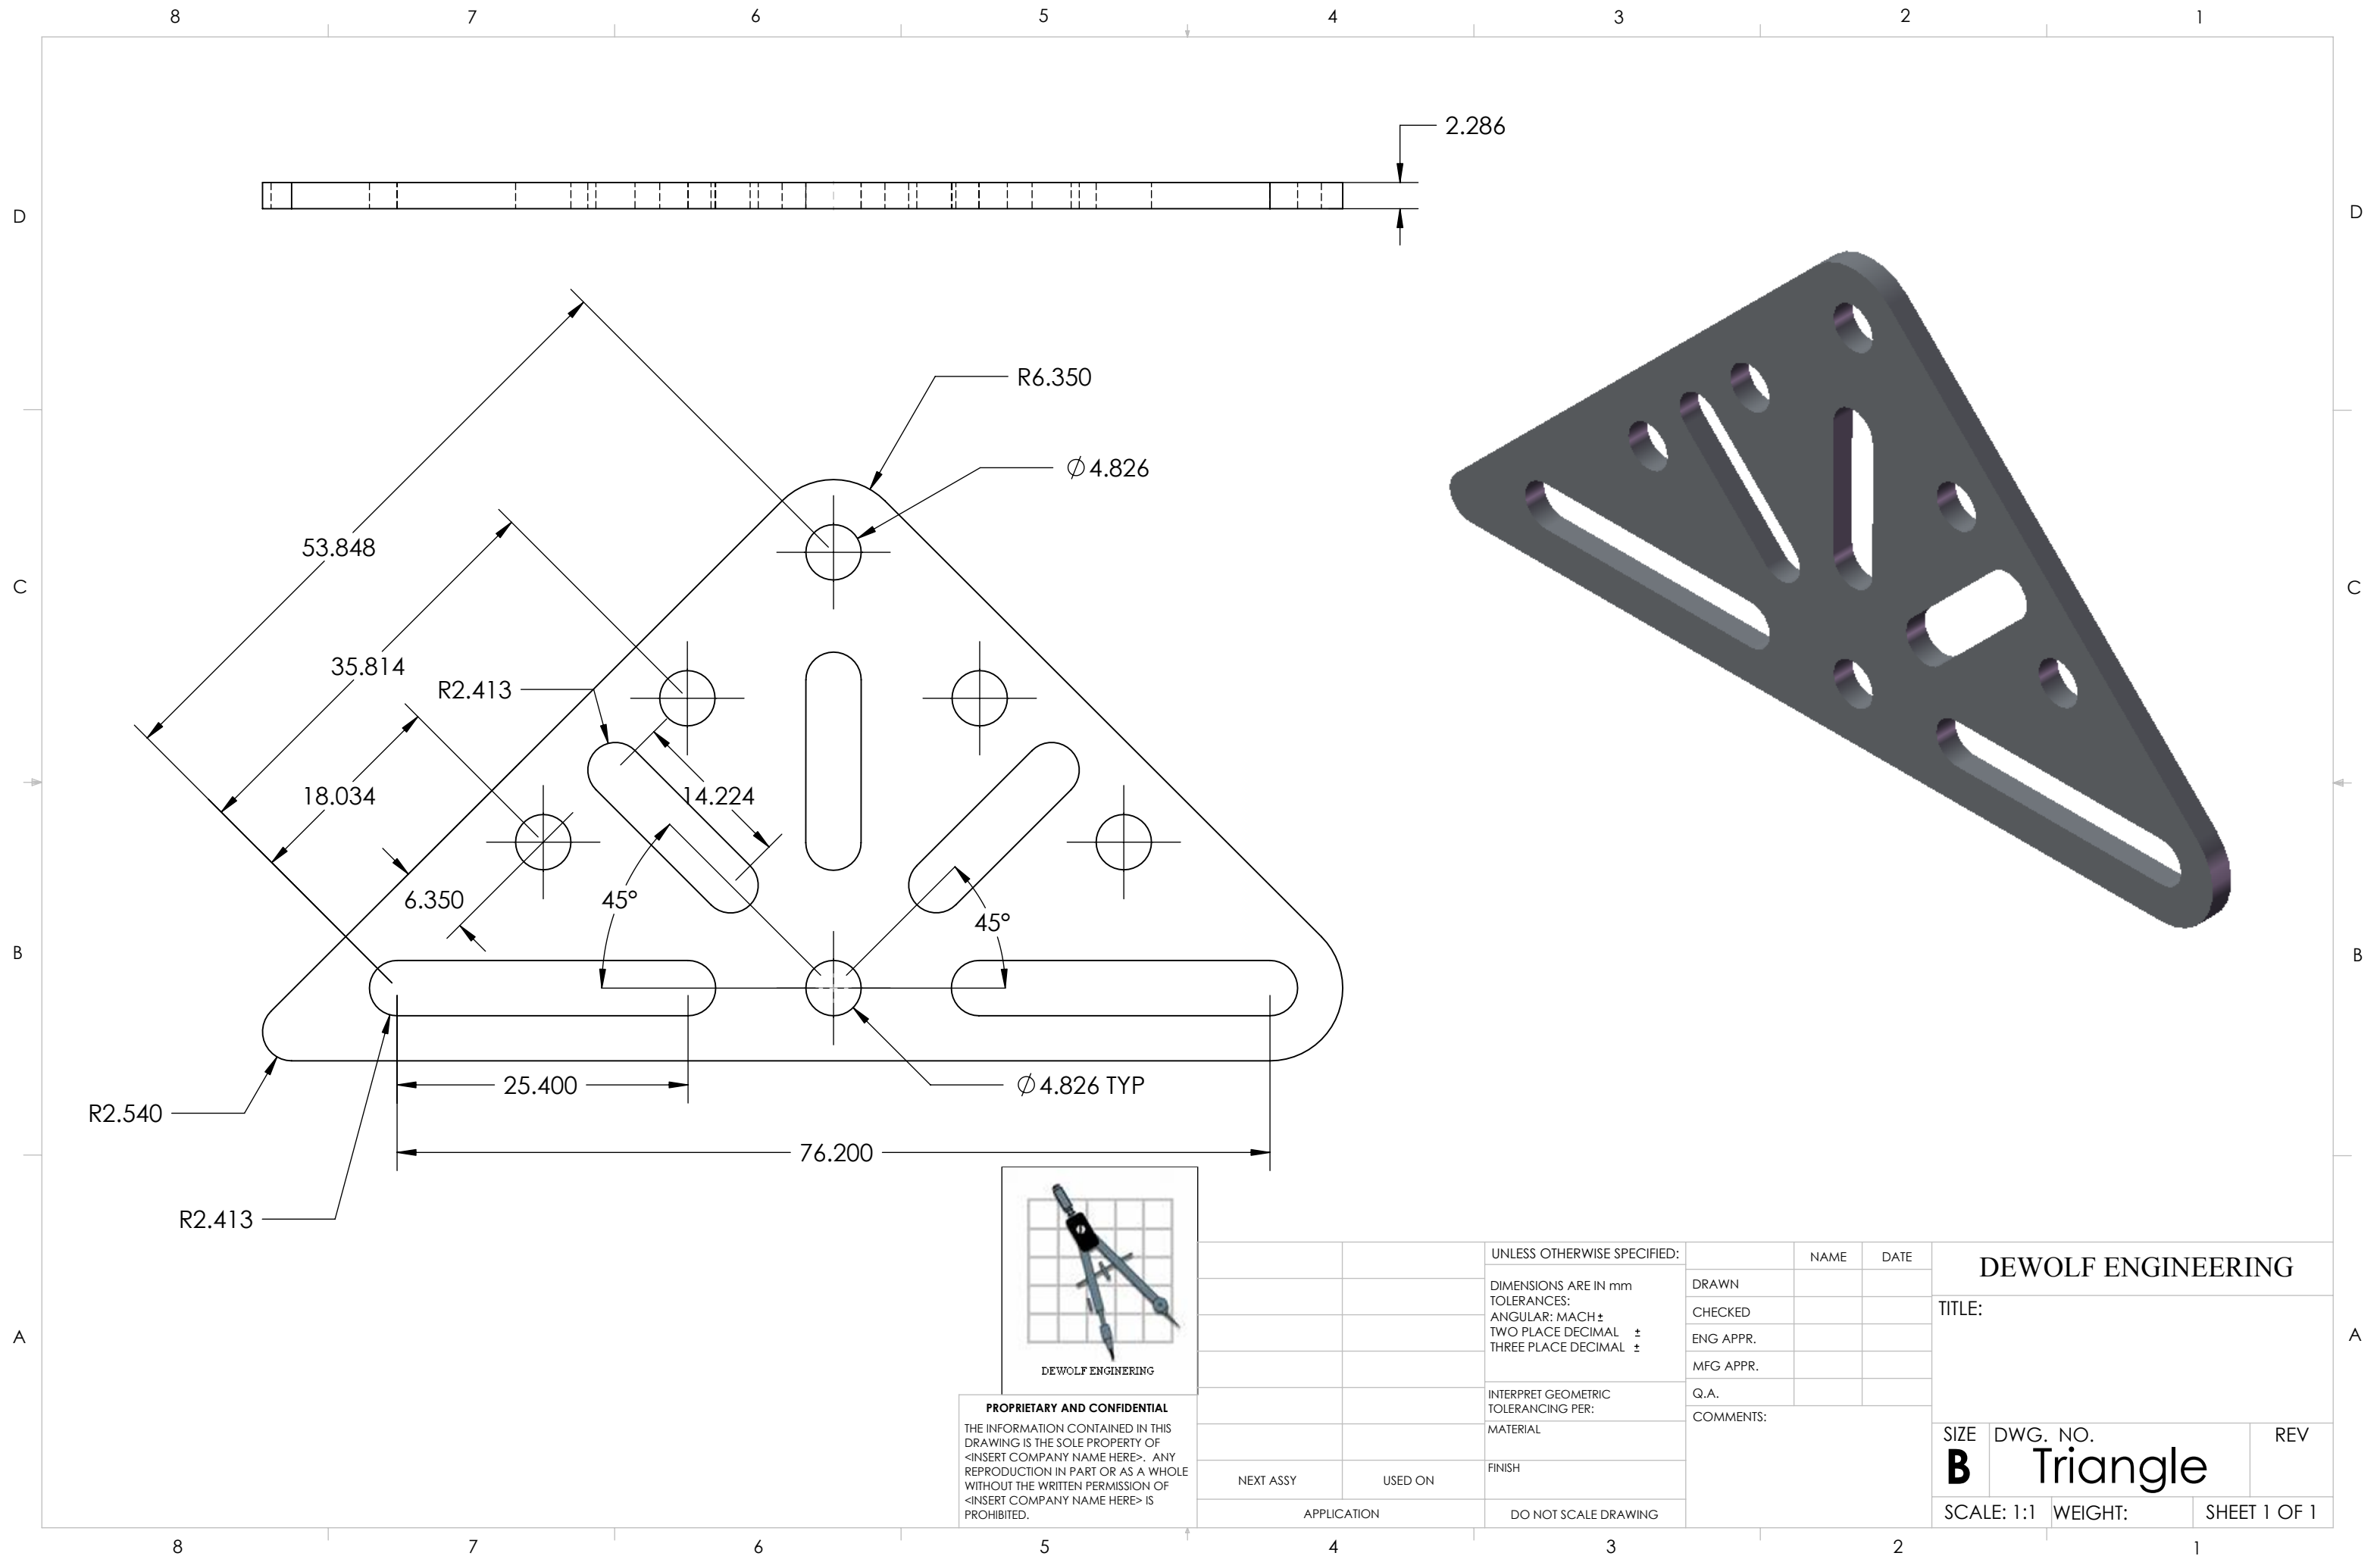 8 7 6 5 4 3 2 1
D D
2.286
R6.350
Ø4.826
53.848
C C
35.814
R2.413
18.034
14.224
6.350
45°
45°
B B
25.400
Ø4.826 TYP
R2.540
76.200
R2.413
DEWOLF ENGINERING
A A
PROPRIETARY AND CONFIDENTIAL
THE INFORMATION CONTAINED IN THIS
DRAWING IS THE SOLE PROPERTY OF
<INSERT COMPANY NAME HERE>. ANY
REPRODUCTION IN PART OR AS A WHOLE
WITHOUT THE WRITTEN PERMISSION OF
<INSERT COMPANY NAME HERE> IS
PROHIBITED.
NEXT ASSY USED ON
APPLICATION
UNLESS OTHERWISE SPECIFIED:
DIMENSIONS ARE IN mm
TOLERANCES:
ANGULAR: MACH±
TWO PLACE DECIMAL ±
THREE PLACE DECIMAL ±
INTERPRET GEOMETRIC
TOLERANCING PER:
MATERIAL
FINISH
DO NOT SCALE DRAWING
NAME DATE
DRAWN
CHECKED
ENG APPR.
MFG APPR.
Q.A.
COMMENTS:
DEWOLF ENGINEERING
TITLE:
SIZE DWG. NO. REV
B Triangle
SCALE: 1:1 WEIGHT: SHEET 1 OF 1
8 7 6 5 4 3 2 1